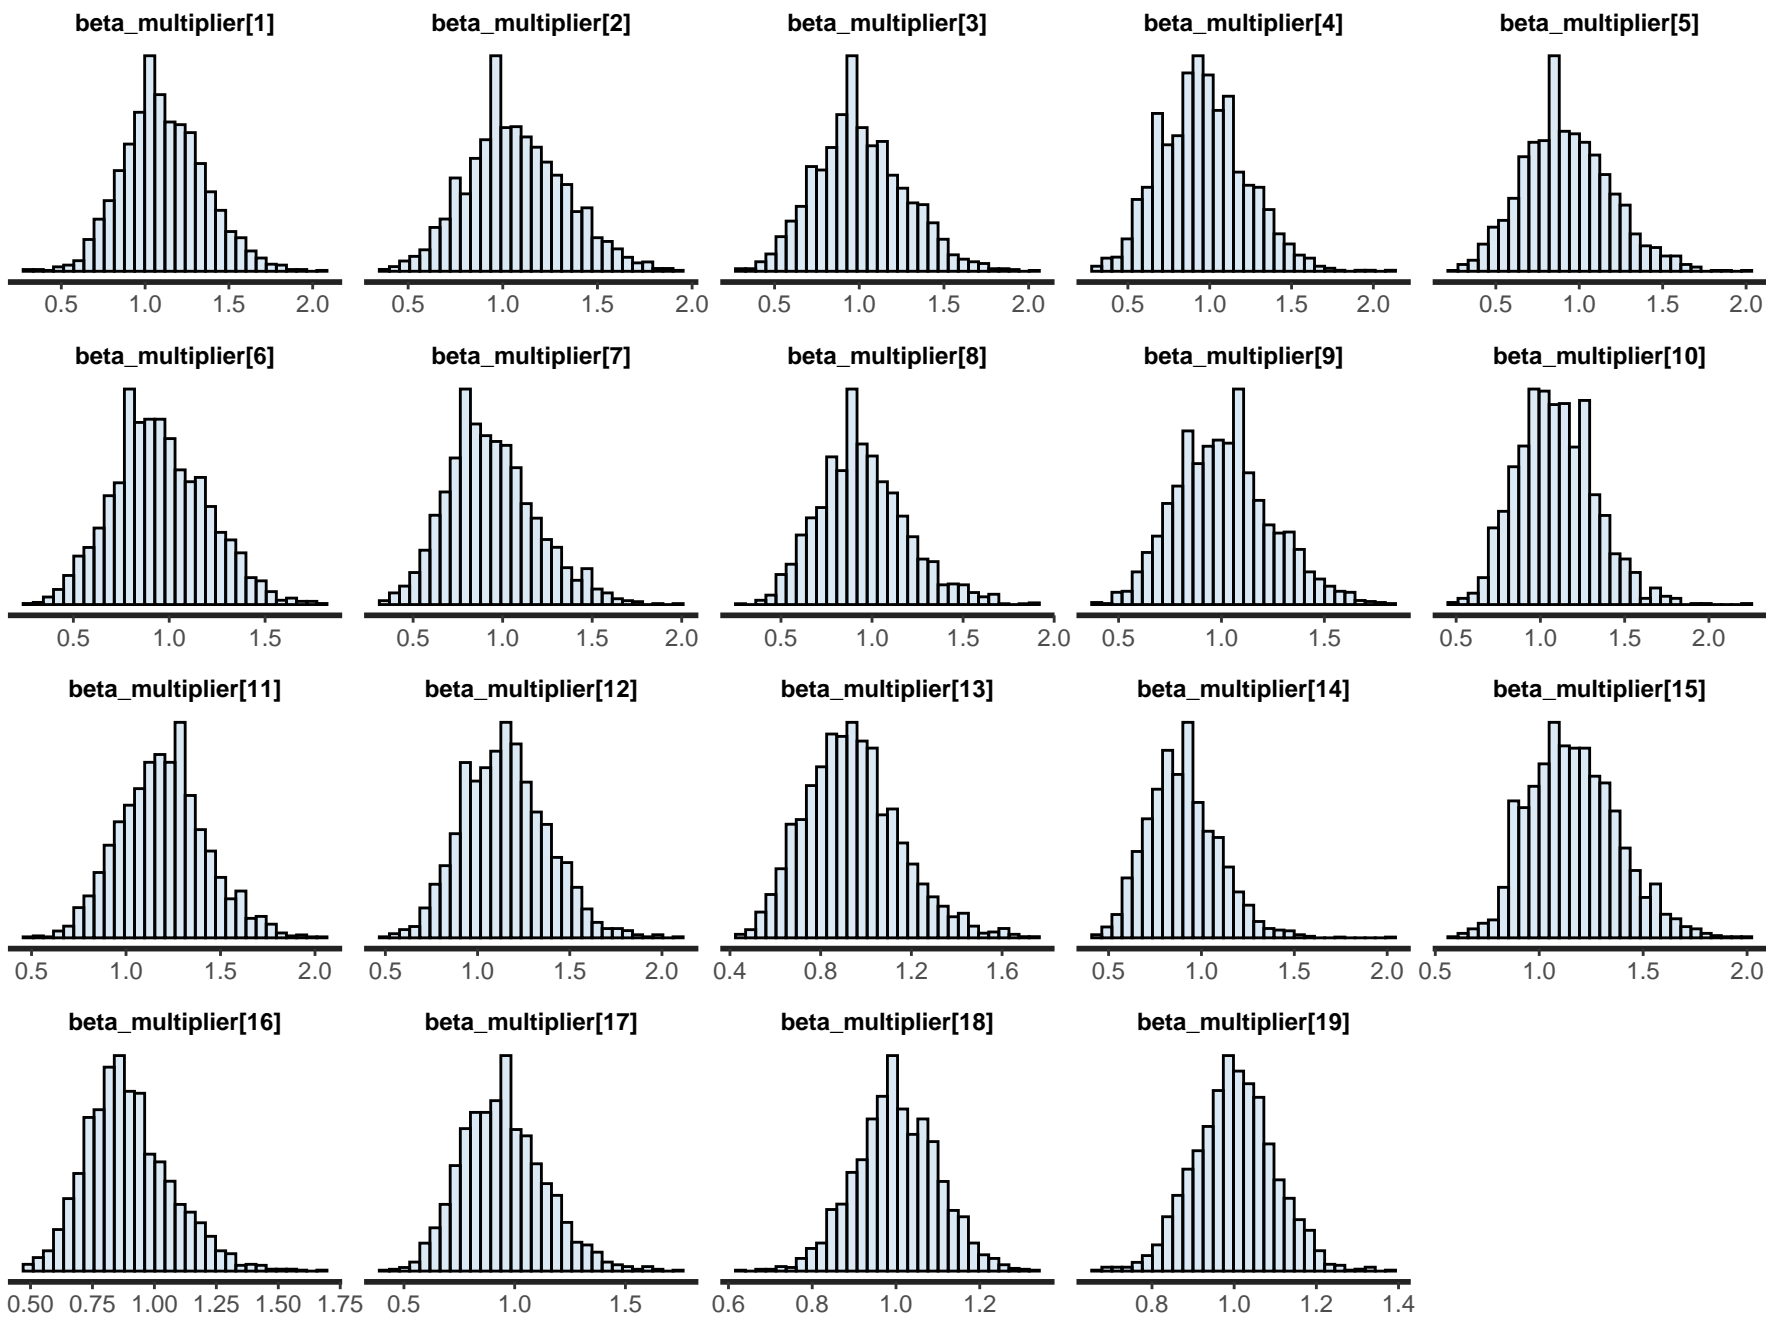 beta_multiplier[1] beta_multiplier[2] beta_multiplier[3] beta_multiplier[4] beta_multiplier[5]
0.5 1.0 1.5 2.0 0.5 1.0 1.5 2.0 0.5 1.0 1.5 2.0 0.5 1.0 1.5 2.0 0.5 1.0 1.5 2.0
beta_multiplier[6] beta_multiplier[7] beta_multiplier[8] beta_multiplier[9] beta_multiplier[10]
0.5 1.0 1.5 0.5 1.0 1.5 2.0 0.5 1.0 1.5 2.0 0.5 1.0 1.5 0.5 1.0 1.5 2.0
beta_multiplier[11] beta_multiplier[12] beta_multiplier[13] beta_multiplier[14] beta_multiplier[15]
0.5 1.0 1.5 2.0 0.5 1.0 1.5 2.0 0.4 0.8 1.2 1.6 0.5 1.0 1.5 2.0 0.5 1.0 1.5 2.0
beta_multiplier[16] beta_multiplier[17] beta_multiplier[18] beta_multiplier[19]
0.50 0.75 1.00 1.25 1.50 1.75 0.5 1.0 1.5 0.6 0.8 1.0 1.2 0.8 1.0 1.2 1.4